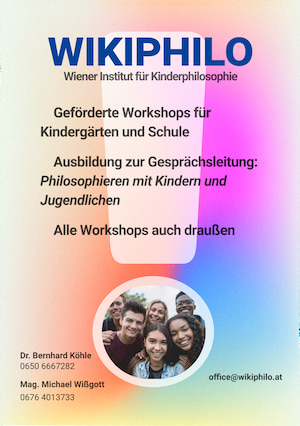 WIKIPHILO
Wiener Institut für Kinderphilosophie
Geförderte Workshops für
Kindergärten und Schule
Ausbildung zur Gesprächsleitung:
Philosophieren mit Kindern und
Jugendlichen
Alle Workshops auch draußen
Dr. Bernhard Köhle
0650 6667282
Mag. Michael Wißgott
0676 4013733
office@wikiphilo.at